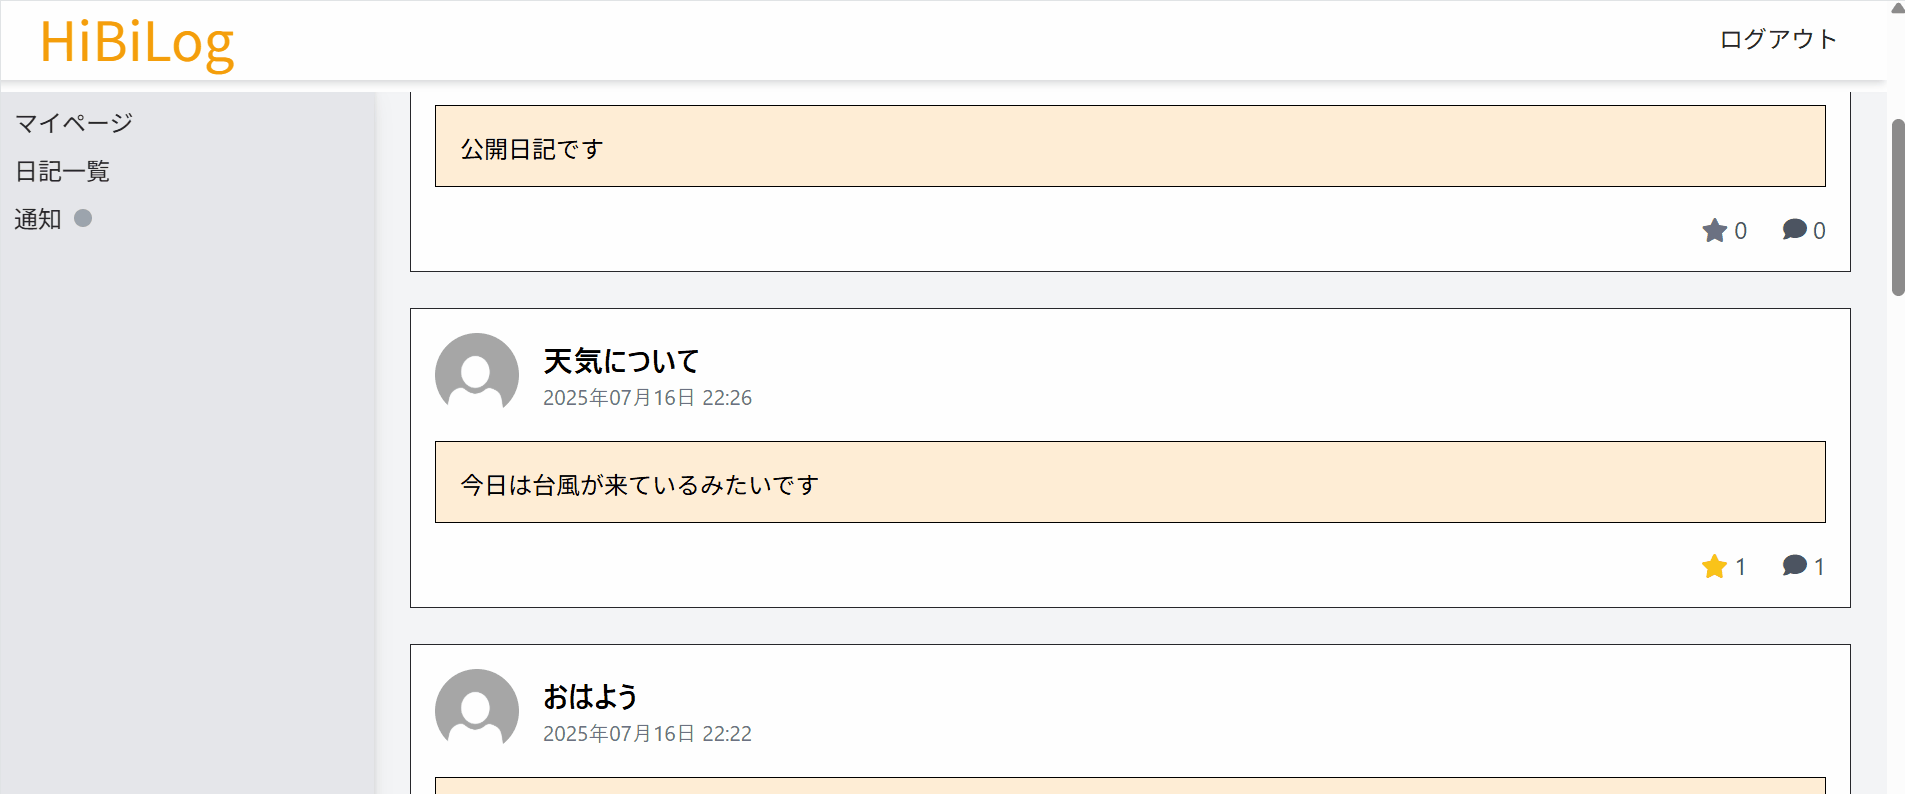 HiBiLog
ログアウト
マイページ
日記一覧
通知
公開日記です
0 0
天気について
2025年07月16日 22:26
今日は台風が来ているみたいです
1 1
おはよう
2025年07月16日 22:22